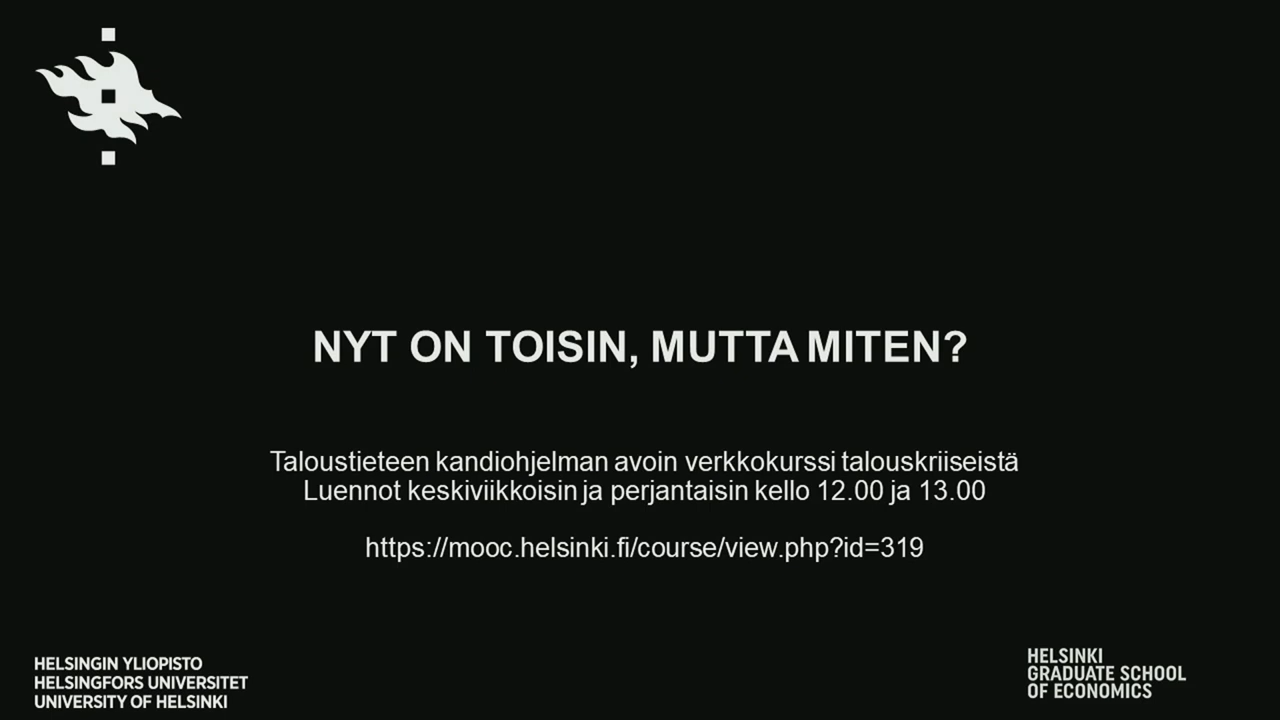 NYT ON TOISIN, MUTTA MITEN?
Taloustieteen kandiohjelman avoin verkkokurssi talouskriiseistä
Luennot keskiviikkoisin ja perjantaisin kello 12.00 ja 13.00
https://mooc.helsinki.fi/course/view.php?id=319
HELSINGIN YLIOPISTO
HELSINGFORS UNIVERSITET
UNIVERSITY OF HELSINKI
HELSINKI
GRADUATE SCHOOL
OF ECONOMICS